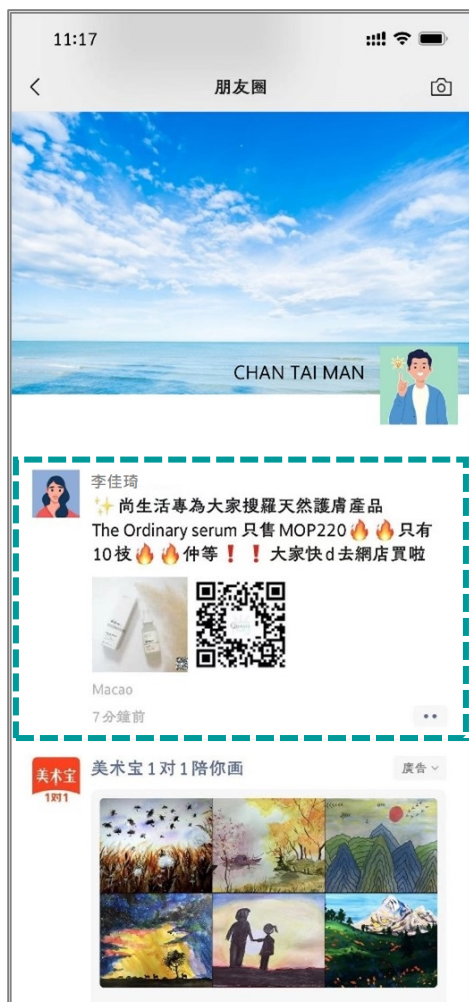 11:17
朋友圈
CHAN TAI MAN
李佳琦
✨尚生活專為大家搜羅天然護膚產品
The Ordinary serum 只售 MOP220🔥🔥只有
10枝🔥🔥仲等❗❗大家快d去網店買啦
Macao
7分鐘前
美术宝
1对1
美术宝1对1陪你画
廣告